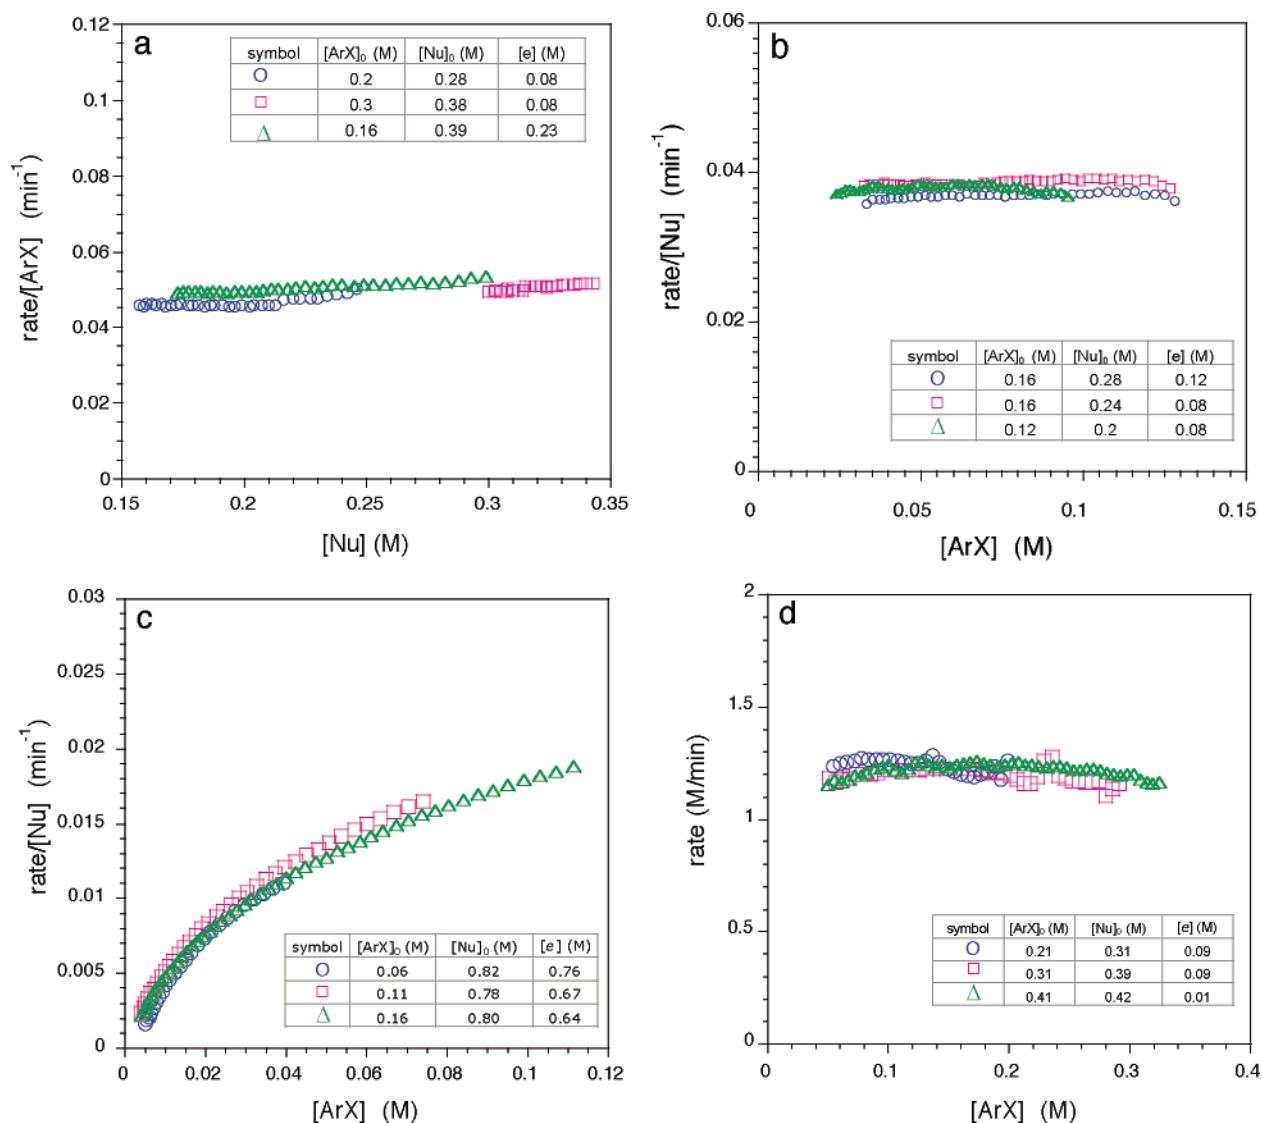 a
symbol [ArX]₀ (M) [Nu]₀ (M) [e] (M)
0.2 0.28 0.08
0.3 0.38 0.08
0.16 0.39 0.23
rate/[ArX] (min⁻¹)
0.12
0.1
0.08
0.06
0.04
0.02
0
0.15 0.2 0.25 0.3 0.35
[Nu] (M)
b
rate/[Nu] (min⁻¹)
0.06
0.04
0.02
0
symbol [ArX]₀ (M) [Nu]₀ (M) [e] (M)
0.16 0.28 0.12
0.16 0.24 0.08
0.12 0.2 0.08
0 0.05 0.1 0.15
[ArX] (M)
c
rate/[Nu] (min⁻¹)
0.03
0.025
0.02
0.015
0.01
0.005
0
symbol [ArX]₀ (M) [Nu]₀ (M) [e] (M)
0.06 0.82 0.76
0.11 0.78 0.67
0.16 0.80 0.64
0 0.02 0.04 0.06 0.08 0.1 0.12
[ArX] (M)
d
rate (M/min)
2
1.5
1
0.5
0
symbol [ArX]₀ (M) [Nu]₀ (M) [e] (M)
0.21 0.31 0.09
0.31 0.39 0.09
0.41 0.42 0.01
0 0.1 0.2 0.3 0.4
[ArX] (M)